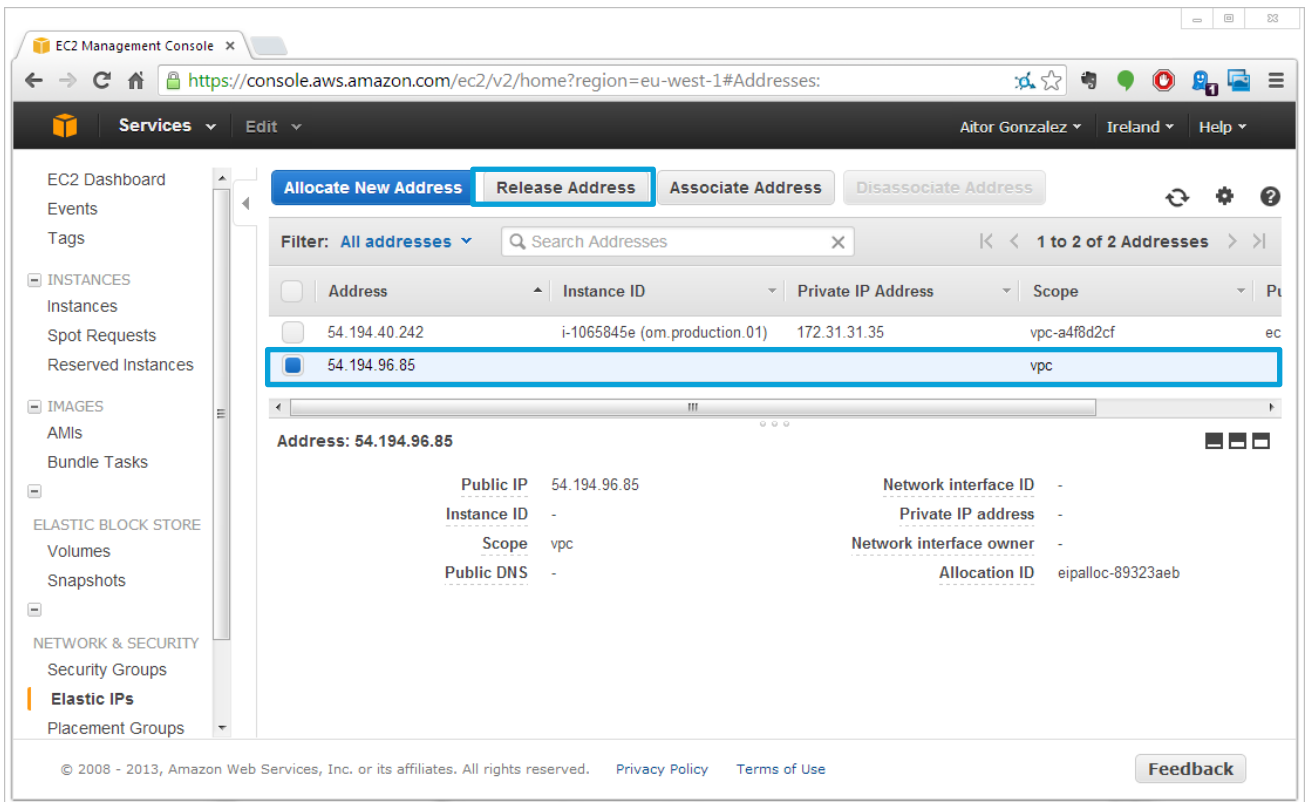 EC2 Management Console
https://console.aws.amazon.com/ec2/v2/home?region=eu-west-1#Addresses:
1
Services Edit Aitor Gonzalez Ireland Help
EC2 Dashboard
Events
Tags
INSTANCES
Instances
Spot Requests
Reserved Instances
IMAGES
AMIs
Bundle Tasks
ELASTIC BLOCK STORE
Volumes
Snapshots
NETWORK & SECURITY
Security Groups
Elastic IPs
Placement Groups
Allocate New Address Release Address Associate Address Disassociate Address
Filter: All addresses Search Addresses 1 to 2 of 2 Addresses
Address Instance ID Private IP Address Scope Pu
54.194.40.242 i-1065845e (om.production.01) 172.31.31.35 vpc-a4f8d2cf ec
54.194.96.85 vpc
Address: 54.194.96.85
Public IP 54.194.96.85 Network interface ID -
Instance ID - Private IP address -
Scope vpc Network interface owner -
Public DNS - Allocation ID eipalloc-89323aeb
© 2008 - 2013, Amazon Web Services, Inc. or its affiliates. All rights reserved. Privacy Policy Terms of Use Feedback